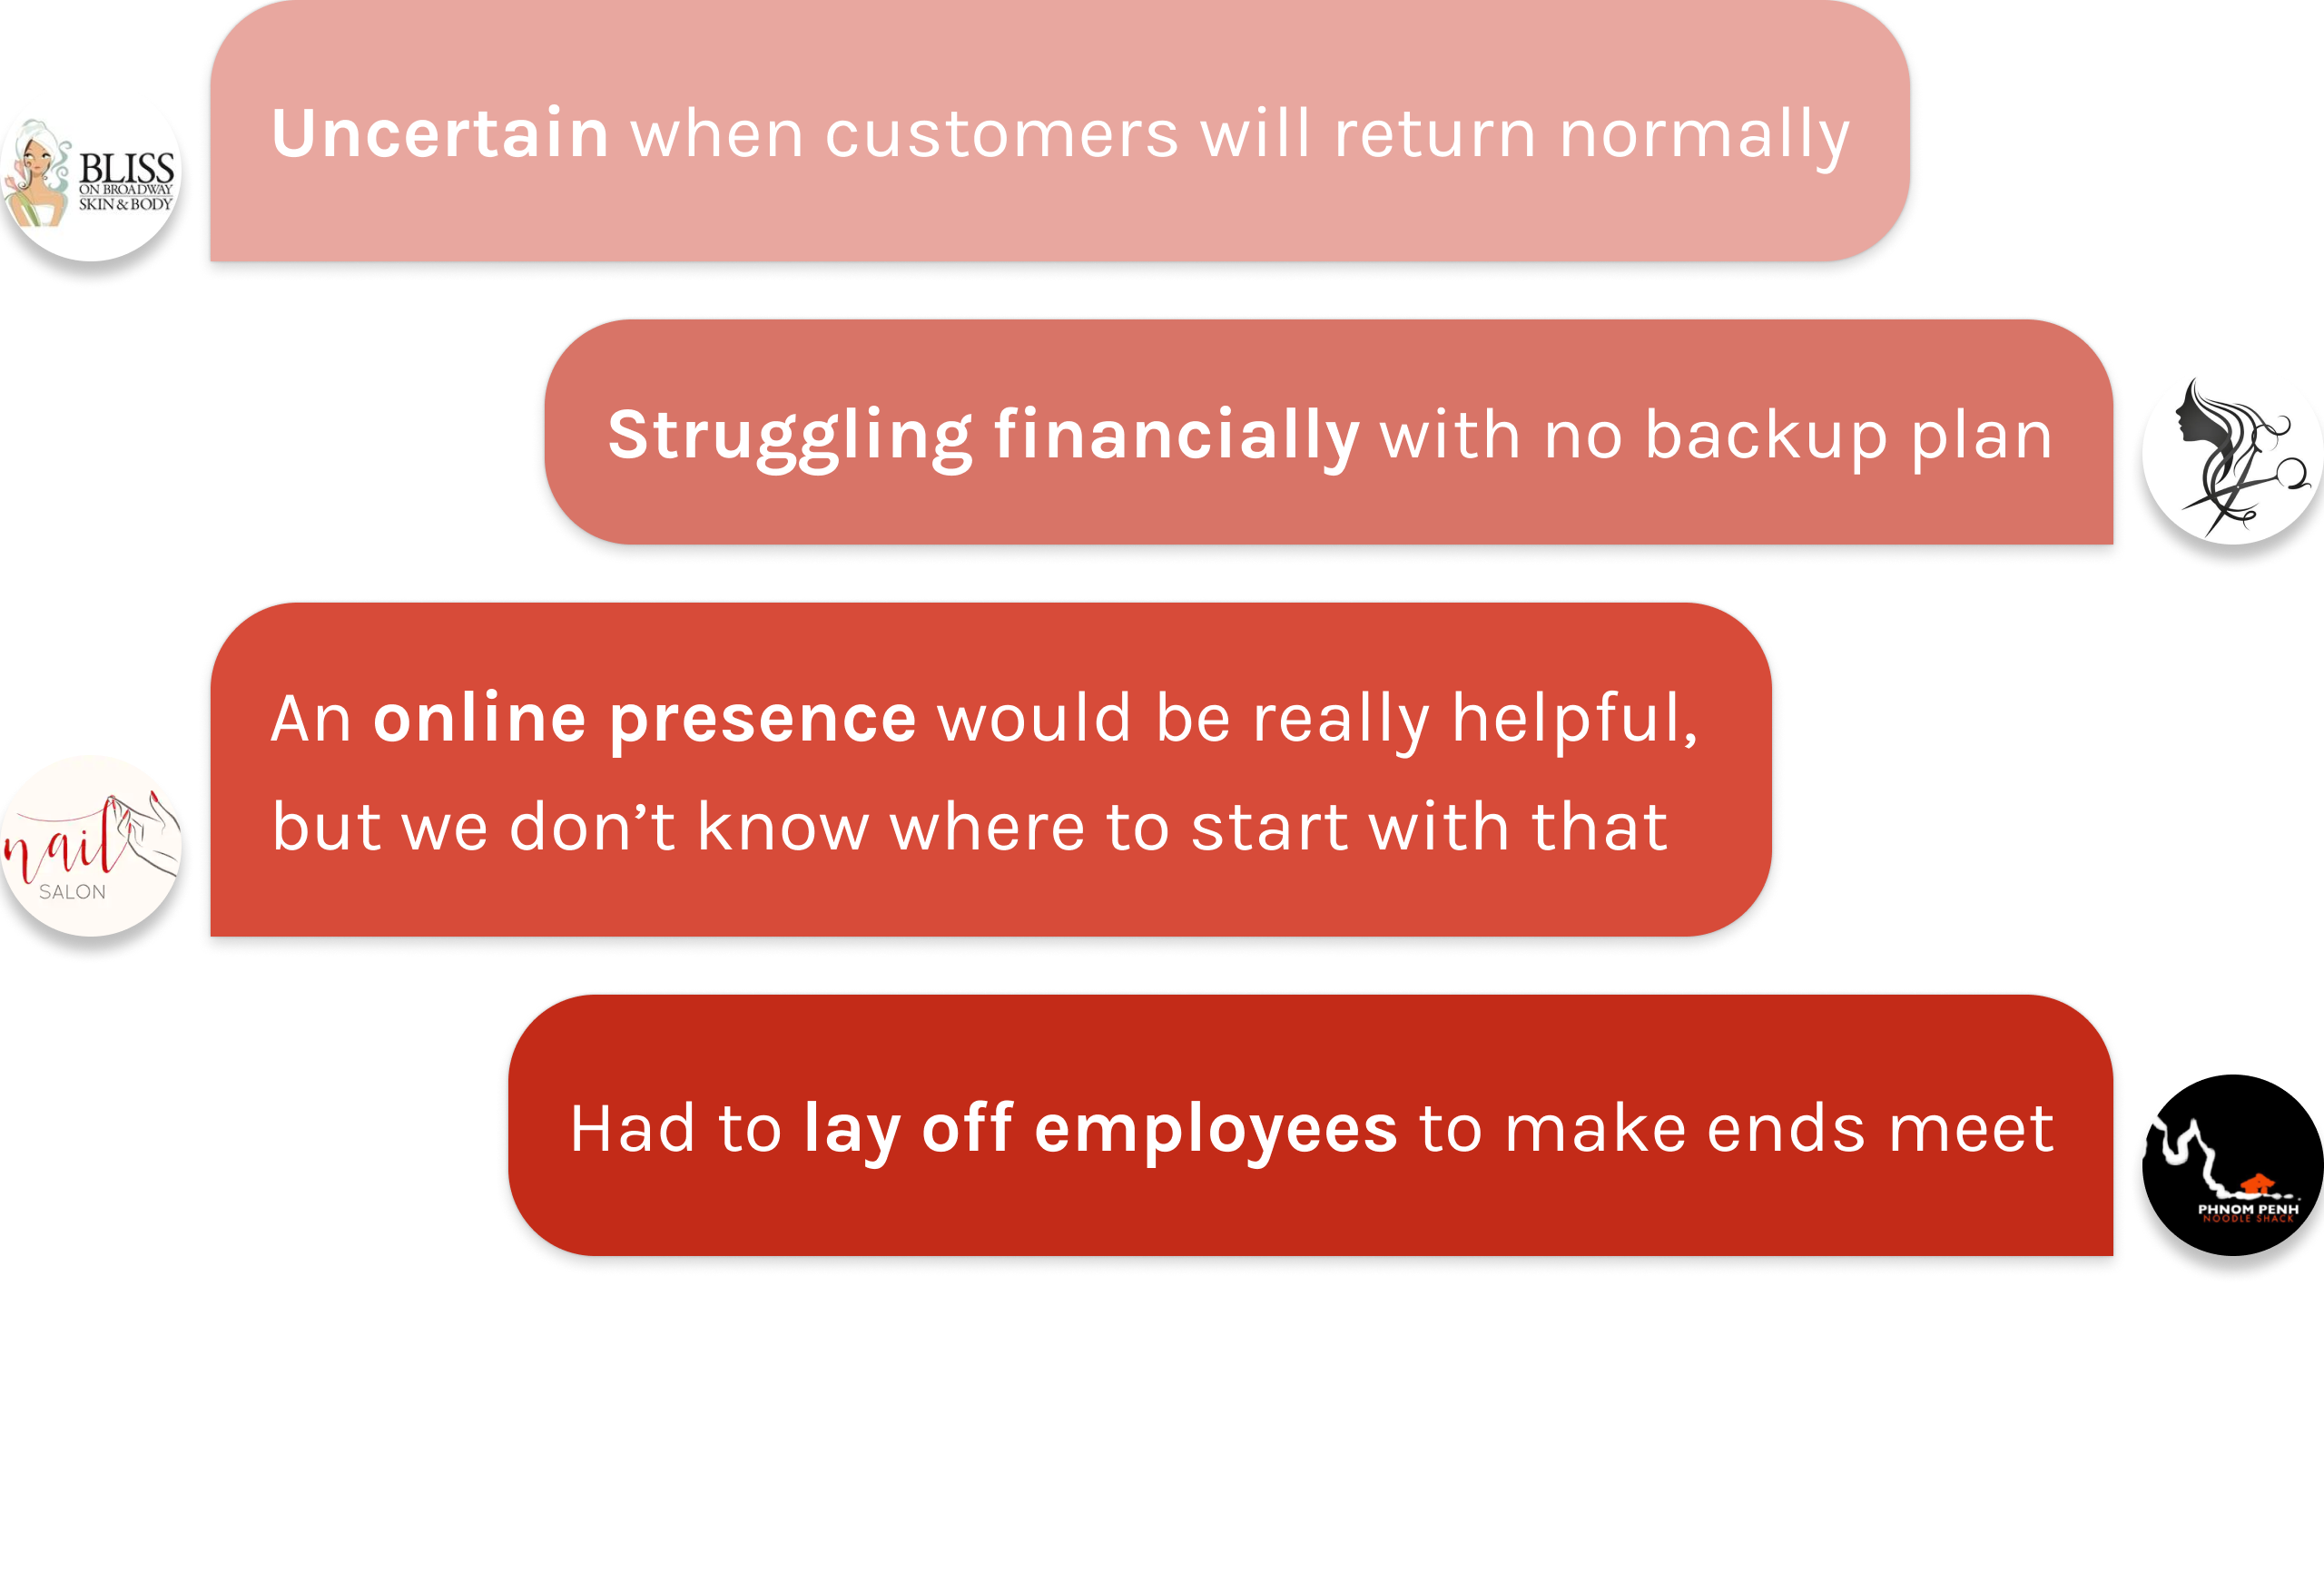 Uncertain when customers will return normally
BLISS
ON BROADWAY
SKIN & BODY
Struggling financially with no backup plan
An online presence would be really helpful,
but we don’t know where to start with that
nail
SALON
Had to lay off employees to make ends meet
PHNOM PENH
NOODLE SHACK